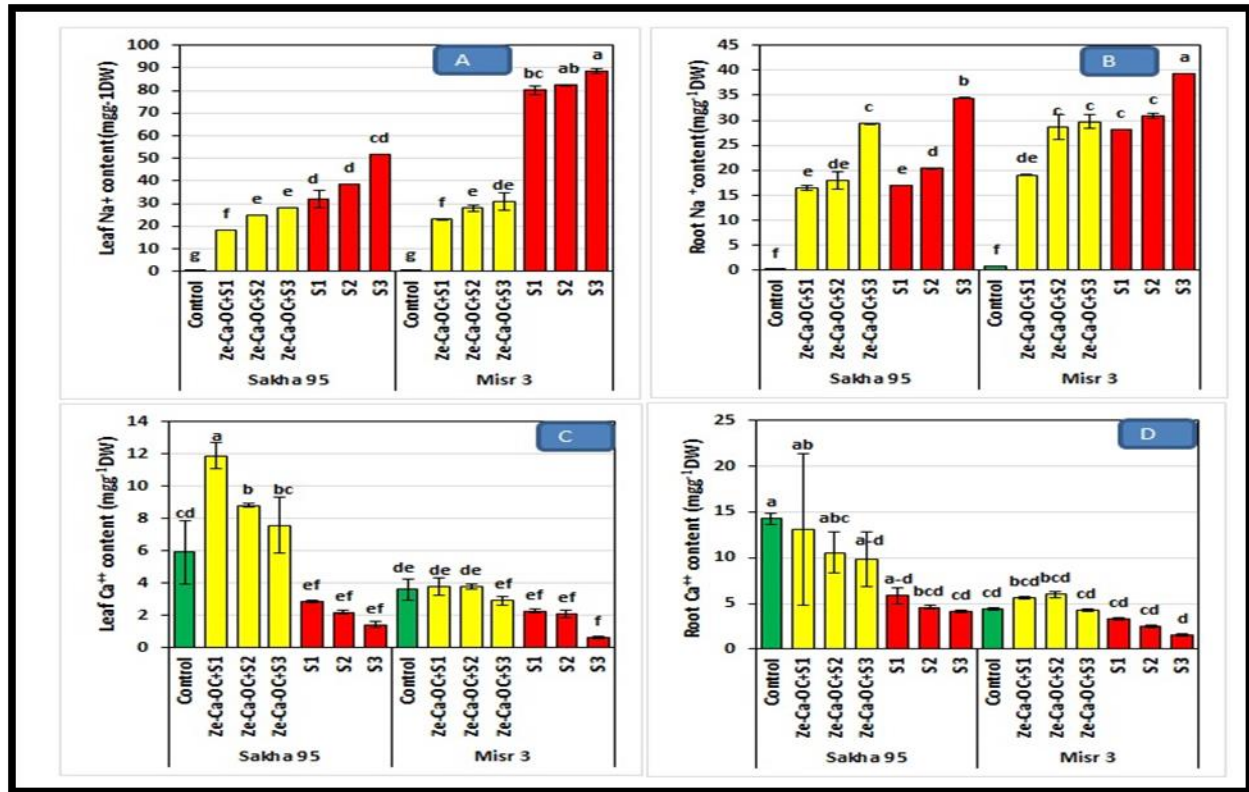 A
Leaf Na+ content(mgg-1DW)
100
90
80
70
60
50
40
30
20
10
0
g f e e d d cd g f e de bc ab a
Control Ze-Ca-OC+S1 Ze-Ca-OC+S2 Ze-Ca-OC+S3 S1 S2 S3 Control Ze-Ca-OC+S1 Ze-Ca-OC+S2 Ze-Ca-OC+S3 S1 S2 S3
Sakha 95 Misr 3
B
Root Na +content(mgg-1DW)
45
40
35
30
25
20
15
10
5
0
f e de c e d b f de c c c c a
Control Ze-Ca-OC+S1 Ze-Ca-OC+S2 Ze-Ca-OC+S3 S1 S2 S3 Control Ze-Ca-OC+S1 Ze-Ca-OC+S2 Ze-Ca-OC+S3 S1 S2 S3
Sakha 95 Misr 3
C
Leaf Ca++ content (mgg-1DW)
14
12
10
8
6
4
2
0
cd a b bc ef ef ef de de de ef ef ef f
Control Ze-Ca-OC+S1 Ze-Ca-OC+S2 Ze-Ca-OC+S3 S1 S2 S3 Control Ze-Ca-OC+S1 Ze-Ca-OC+S2 Ze-Ca-OC+S3 S1 S2 S3
Sakha 95 Misr 3
D
Root Ca++ content (mgg-1DW)
25
20
15
10
5
0
a ab abc a-d a-d bcd cd cd bcd bcd cd cd cd d
Control Ze-Ca-OC+S1 Ze-Ca-OC+S2 Ze-Ca-OC+S3 S1 S2 S3 Control Ze-Ca-OC+S1 Ze-Ca-OC+S2 Ze-Ca-OC+S3 S1 S2 S3
Sakha 95 Misr 3